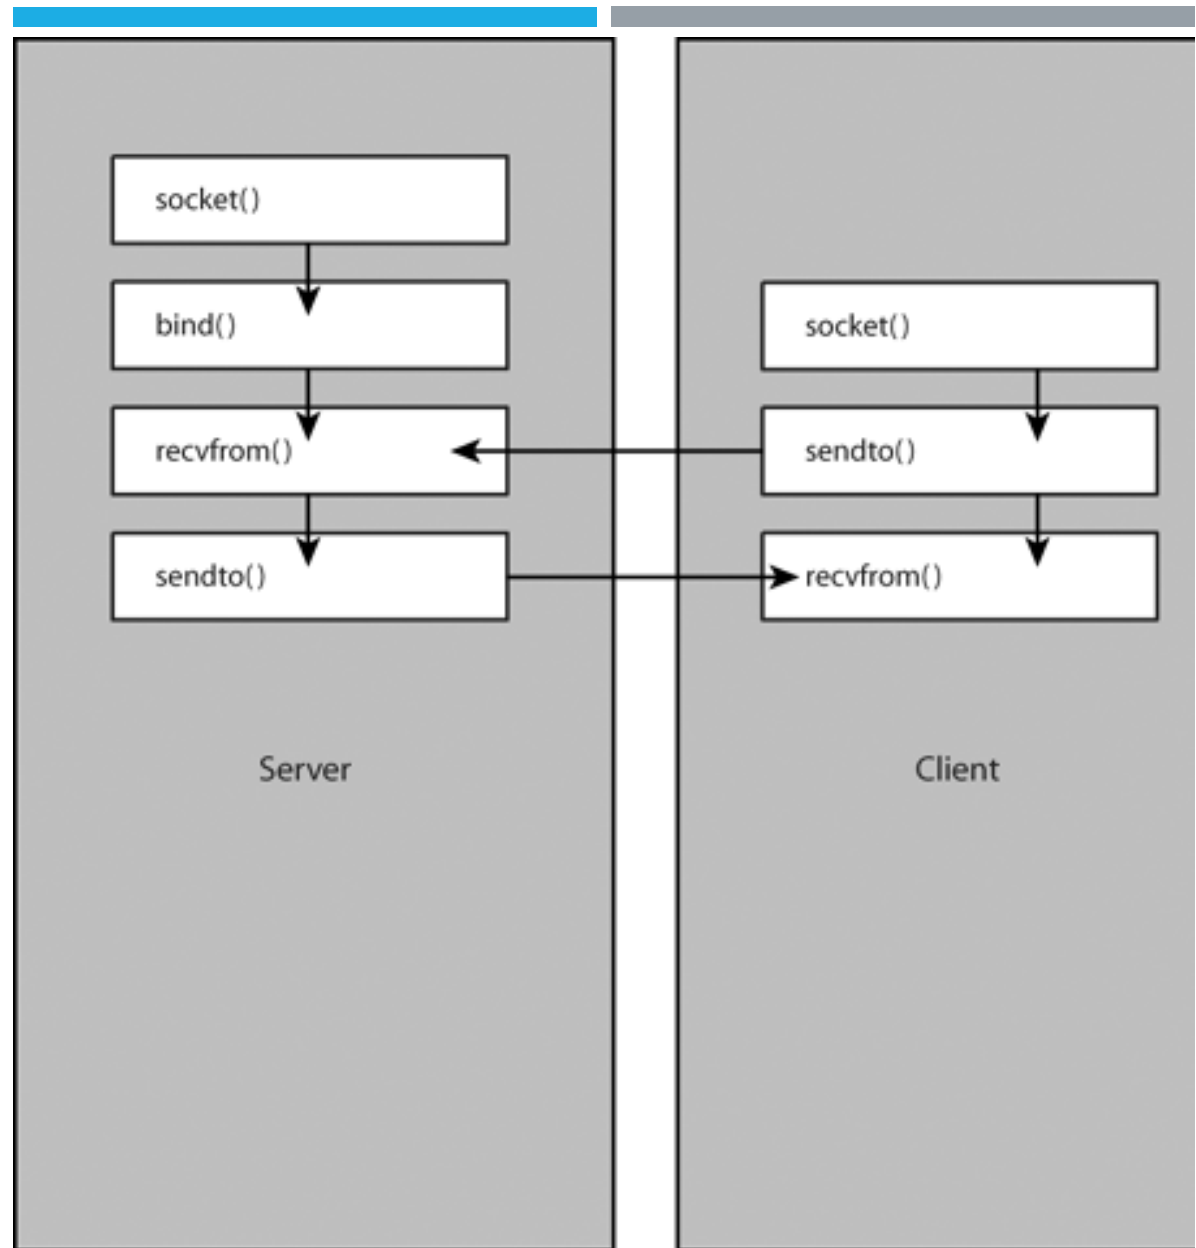 socket()
bind()
recvfrom()
sendto()
Server
socket()
sendto()
recvfrom()
Client